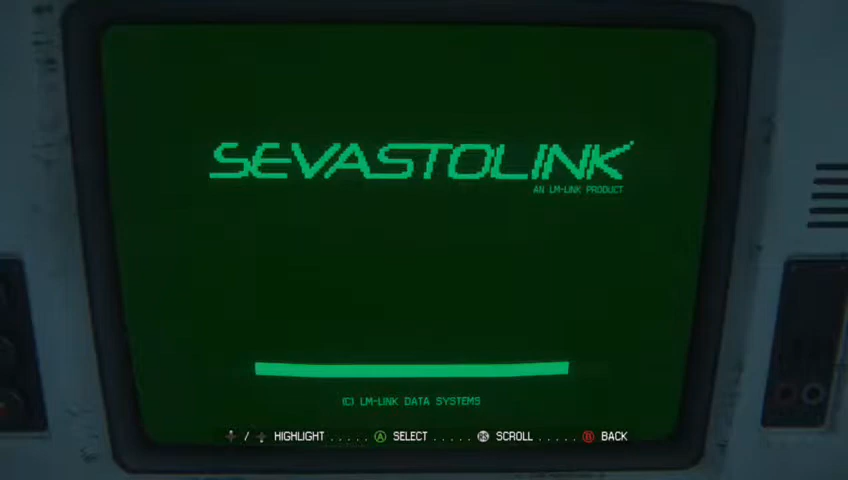 SEVASTOLINK
AN LM-LINK PRODUCT
(C) LM-LINK DATA SYSTEMS
/ HIGHLIGHT ..... A SELECT ..... RS SCROLL ..... B BACK